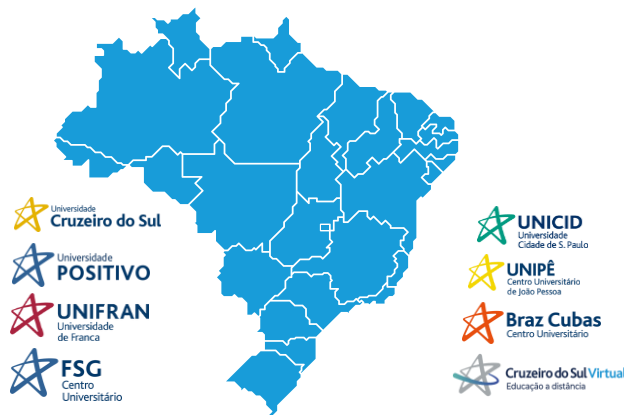 Universidade
Cruzeiro do Sul
Universidade
POSITIVO
UNIFRAN
Universidade
de Franca
FSG
Centro
Universitário
UNICID
Universidade
Cidade de S. Paulo
UNIPÊ
Centro Universitário
de João Pessoa
Braz Cubas
Centro Universitário
Cruzeiro do Sul Virtual
Educação a distância